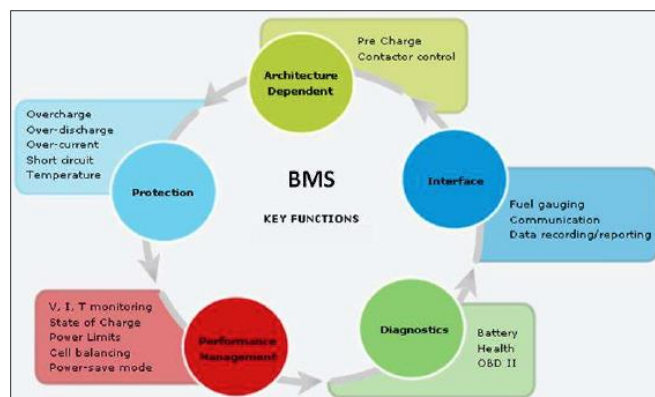 Pre Charge
Contactor control
Architecture
Dependent
Overcharge
Over-discharge
Over-current
Short circuit
Temperature
Protection
BMS
KEY FUNCTIONS
Interface
Fuel gauging
Communication
Data recording/reporting
V, I, T monitoring
State of Charge
Power Limits
Cell balancing
Power-save mode
Performance
Management
Diagnostics
Battery
Health
OBD II